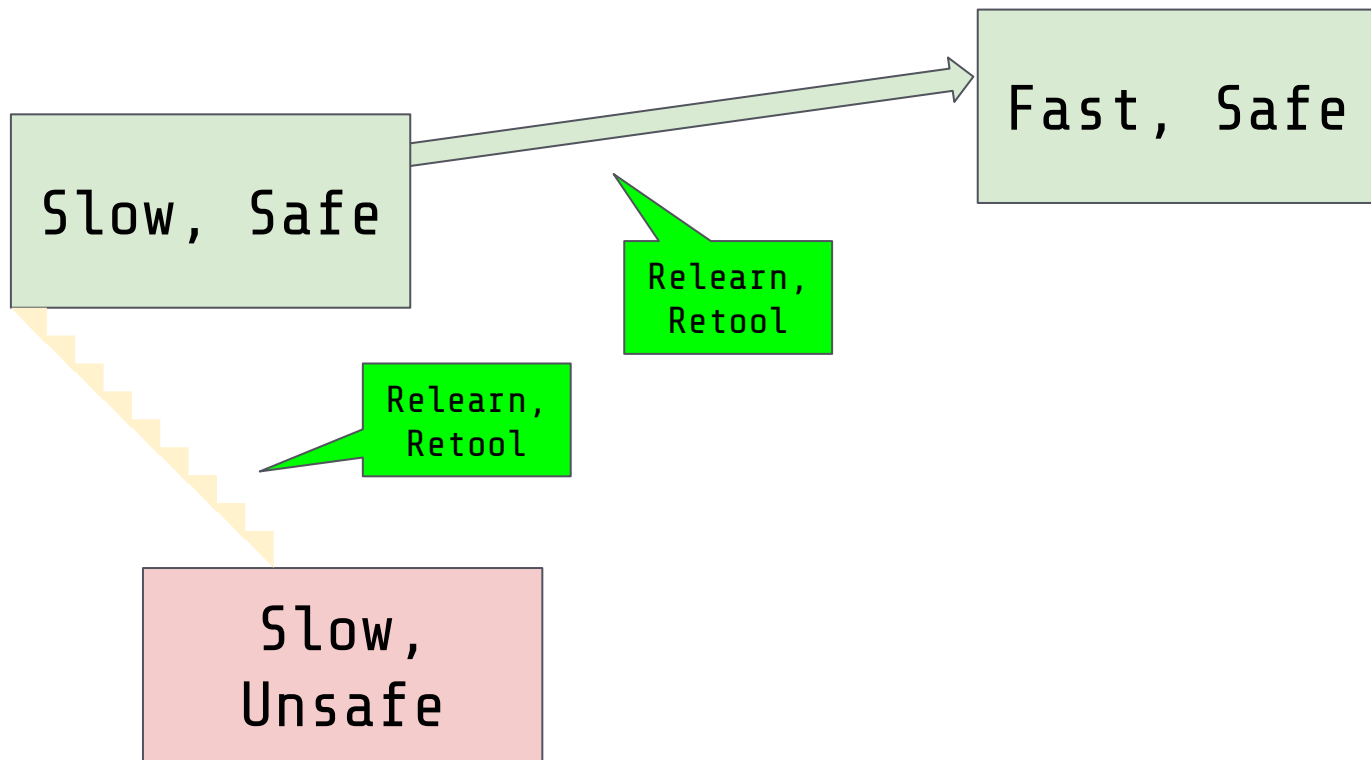 Fast, Safe
Slow, Safe
Relearn,
Retool
Relearn,
Retool
Slow,
Unsafe